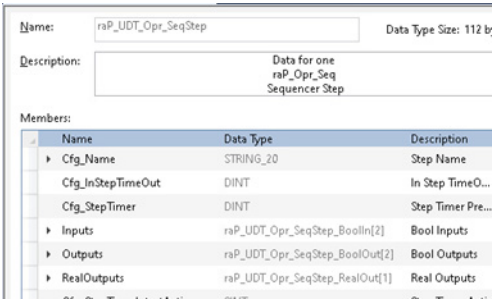 Name: raP_UDT_Opr_SeqStep Data Type Size: 112 by
Description: Data for one
raP_Opr_Seq
Sequencer Step
Members:
Name Data Type Description
Cfg_Name STRING_20 Step Name
Cfg_InStepTimeOut DINT In Step TimeO...
Cfg_StepTimer DINT Step Timer Pre...
Inputs raP_UDT_Opr_SeqStep_BoolIn[2] Bool Inputs
Outputs raP_UDT_Opr_SeqStep_BoolOut[2] Bool Outputs
RealOutputs raP_UDT_Opr_SeqStep_RealOut[1] Real Outputs